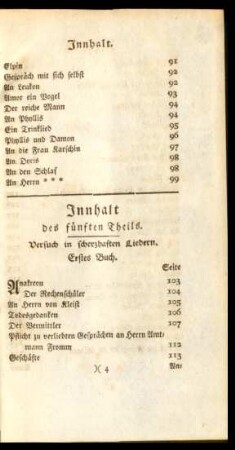 Innhalt.
Elpin 91
Gespräch mit sich selbst 92
An Leukon 92
Amor ein Vogel 93
Der reiche Mann 94
An Phyllis 94
Ein Trinklied 95
Phyllis und Damon 96
An die Frau Karschin 97
An Doris 98
An den Schlaf 98
An Herrn * * * 99
Innhalt
des fünften Theils.
Versuch in scherzhaften Liedern.
Erstes Buch.
Seite
Anakreon 103
Der Rechenschüler 104
An Herrn von Kleist 105
Todesgedanken 106
Der Vermittler 107
Pflicht zu verliebten Gesprächen an Herrn Amt-
mann Fromm 112
Geschäfte 113
)( 4
An-